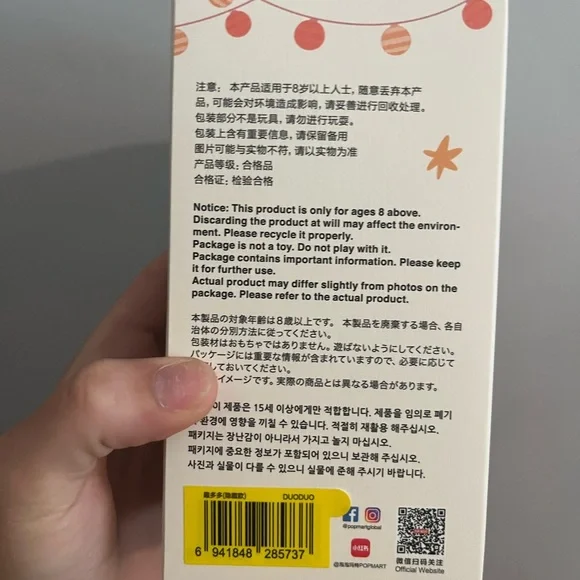 注意： 本产品适用于8岁以上人士，随意丢弃本产
品，可能会对环境造成影响，请妥善进行回收处理。
包装部分不是玩具，请勿进行玩耍。
包装上含有重要信息，请保留备用
图片可能与实物不符，请以实物为准
产品等级：合格品
合格证：检验合格
Notice: This product is only for ages 8 above.
Discarding the product at will may affect the environ-
ment. Please recycle it properly.
Package is not a toy. Do not play with it.
Package contains important information. Please keep
it for further use.
Actual product may differ slightly from photos on the
package. Please refer to the actual product.
本製品の対象年齢は8歳以上です。 本製品を廃棄する場合、各自
治体の分別方法に従ってください。
包装材はおもちゃではありません。遊ばないようにしてください。
パッケージには重要な情報が含まれていますので、必要に応じて
しておいてください。
イメージです。実際の商品とは異なる場合があります。
이 제품은 15세 이상에게만 적합합니다. 제품을 임의로 폐기
환경에 영향을 끼칠 수 있습니다. 적절히 재활용 해주십시오.
패키지는 장난감이 아니라서 가지고 놀지 마십시오.
패키지에 중요한 정보가 포함되어 있으니 보관해 주십시오.
사진과 실물이 다를 수 있으니 실물에 준해 주시기 바랍니다.
DUODUO
6 941848 285737
@popmartglobal
小红书
POPMART
微信扫码关注
Official Website